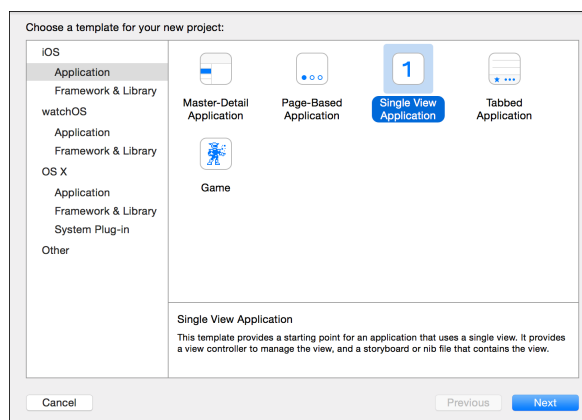 Choose a template for your new project:
iOS
Application
Framework & Library
watchOS
Application
Framework & Library
OS X
Application
Framework & Library
System Plug-in
Other
Master-Detail
Application
Page-Based
Application
1
Single View
Application
Tabbed
Application
Game
Single View Application
This template provides a starting point for an application that uses a single view. It provides
a view controller to manage the view, and a storyboard or nib file that contains the view.
Cancel
Previous
Next